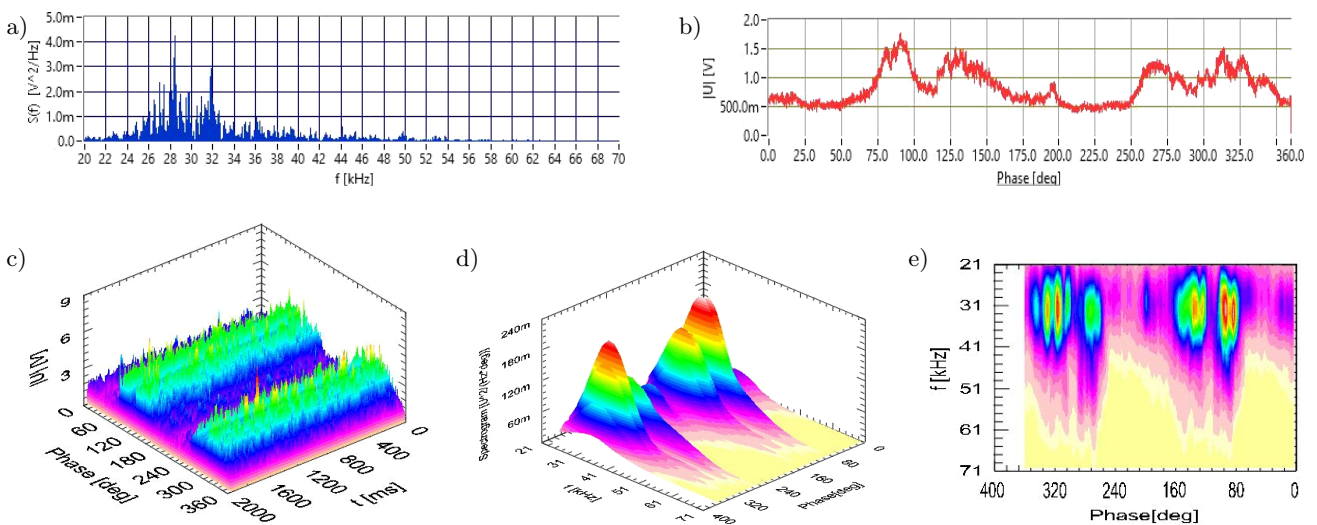 a)
5.0m
4.0m
3.0m
2.0m
1.0m
0.0
S(f) [V^2/Hz]
20 22 24 26 28 30 32 34 36 38 40 42 44 46 48 50 52 54 56 58 60 62 64 66 68 70
f [kHz]
b)
2.0
1.5
1.0
500.0m
0.0
|U| [V]
0.0 25.0 50.0 75.0 100.0 125.0 150.0 175.0 200.0 225.0 250.0 275.0 300.0 325.0 360.0
Phase [deg]
c)
9
6
3
|U| [V]
0
60
120
180
240
300
360
Phase [deg]
0
400
800
1200
1600
2000
t [ms]
d)
240m
180m
120m
60m
Spectrogram [V^2/(Hz*deg)]
21
31
41
51
61
71
f [kHz]
0
80
160
240
320
400
Phase[deg]
e)
21
31
41
51
61
71
f [kHz]
400 320 240 160 80 0
Phase[deg]